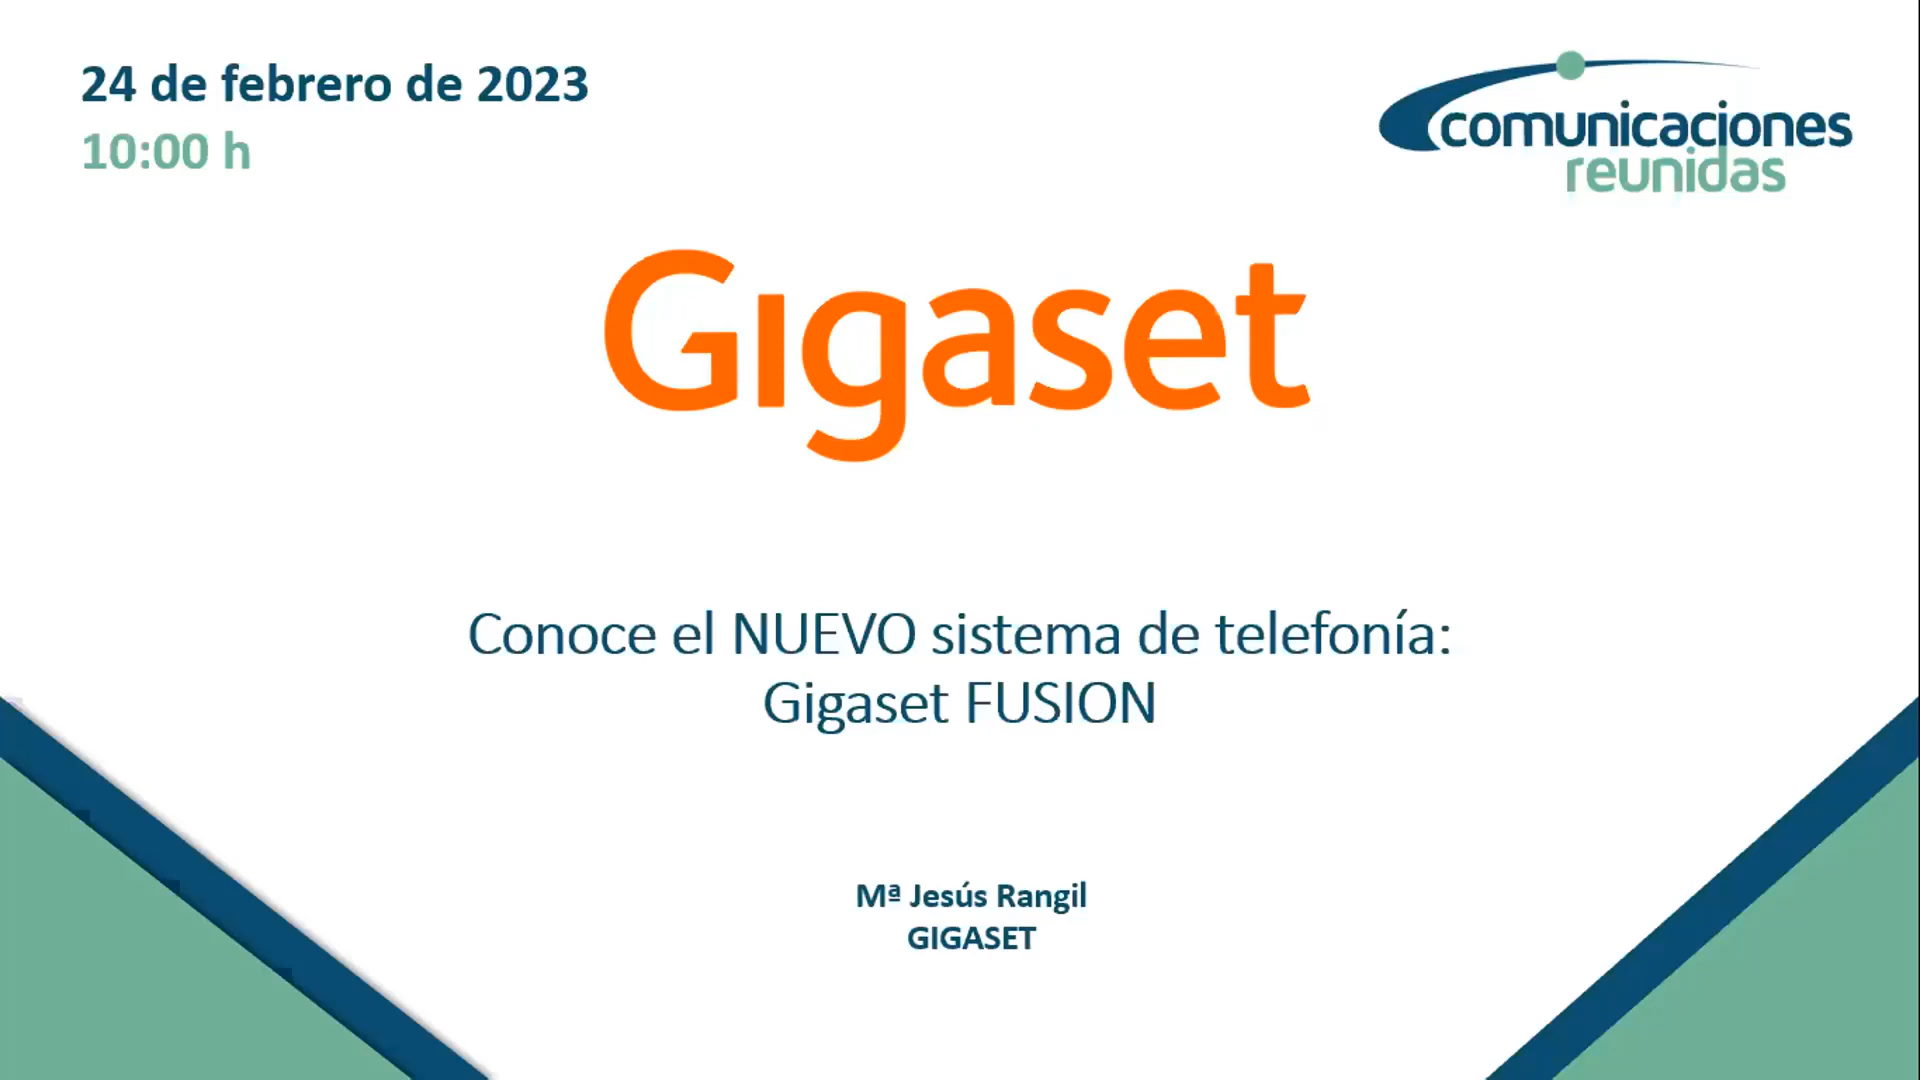 24 de febrero de 2023
10:00 h
comunicaciones
reunidas
Gigaset
Conoce el NUEVO sistema de telefonía:
Gigaset FUSION
Mª Jesús Rangil
GIGASET